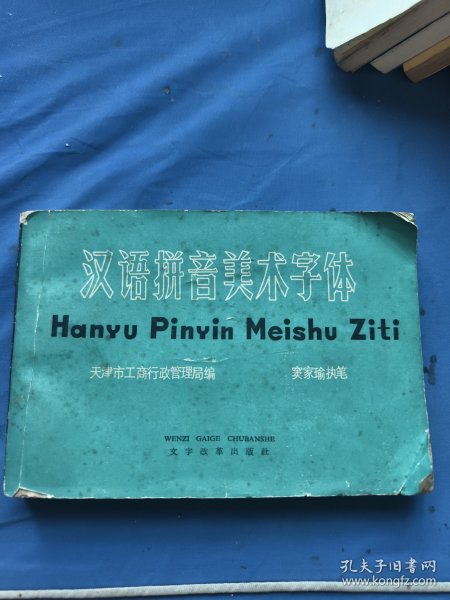 汉语拼音美术字体
Hanyu Pinyin Meishu Ziti
天津市工商行政管理局编 窦家瑜执笔
WENZI GAIGE CHUBANSHE
文字改革出版社
孔夫子旧书网
www.kongfz.com